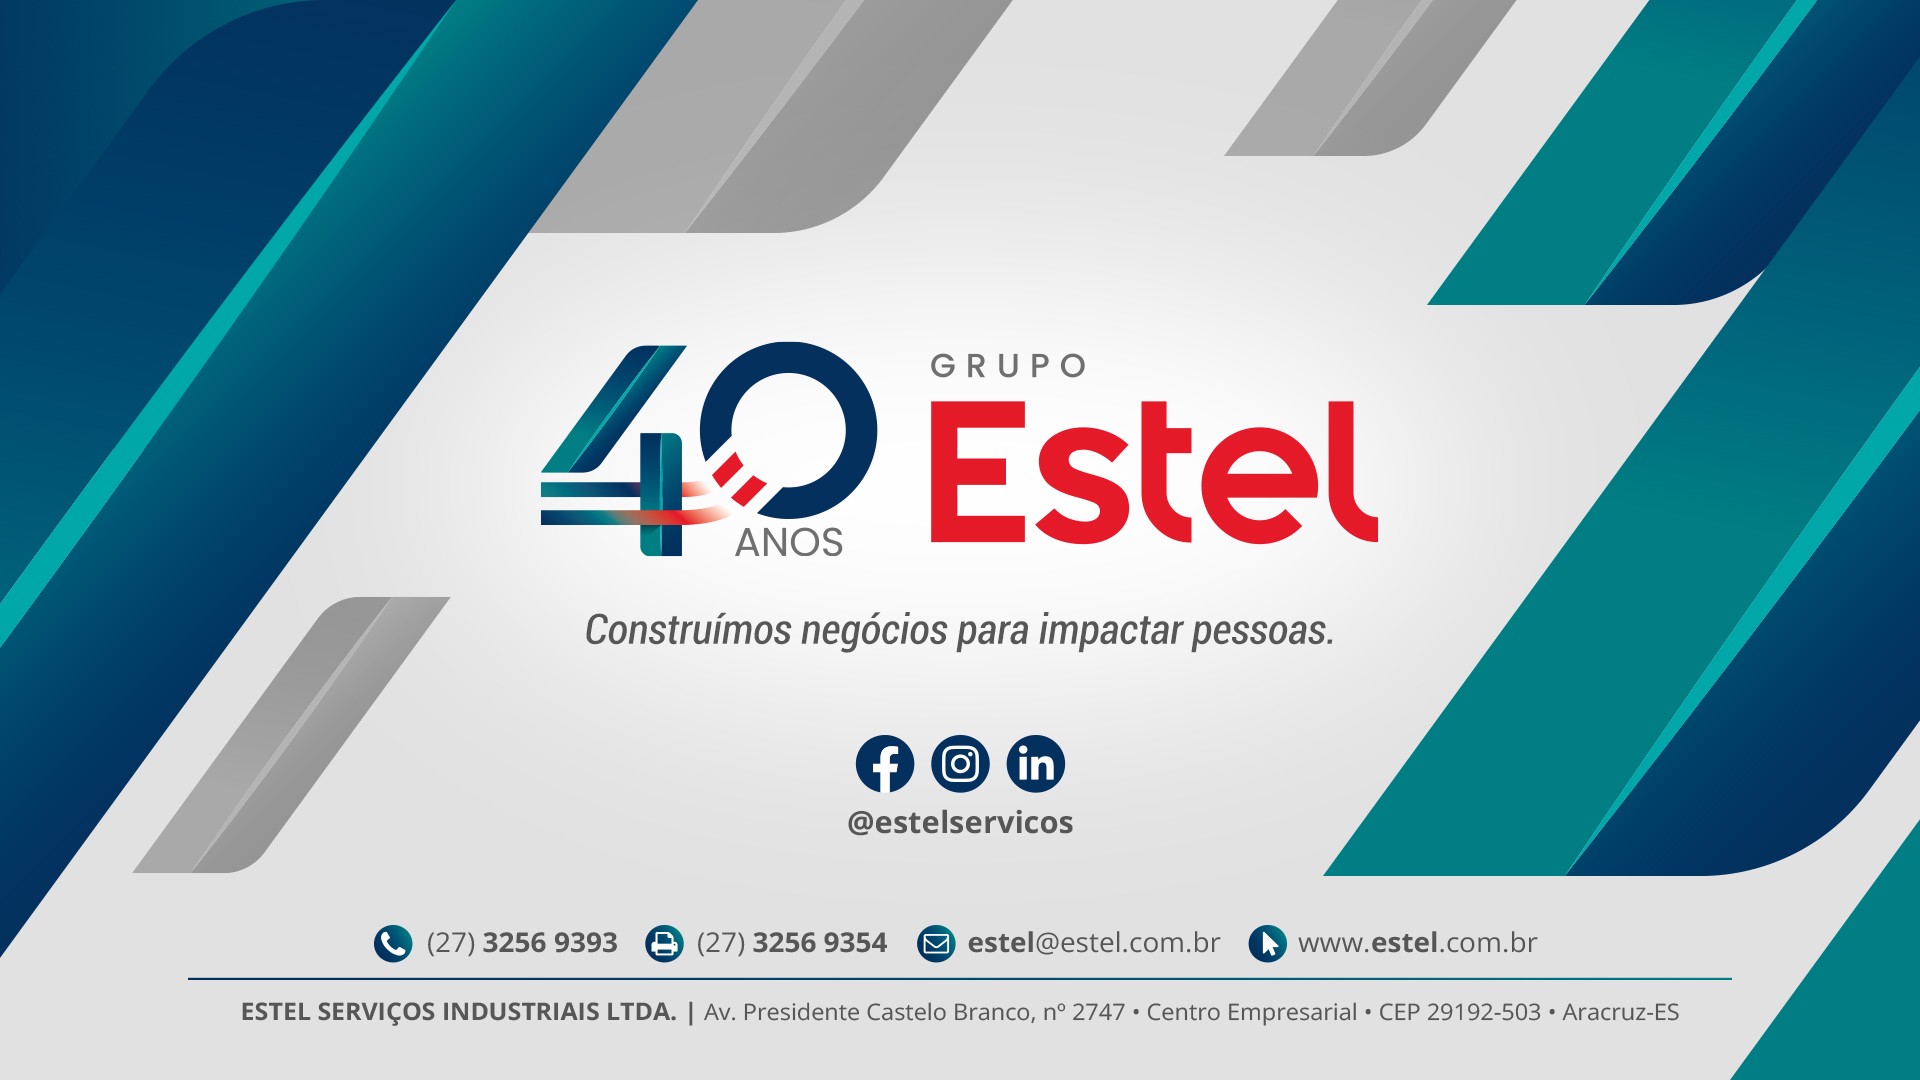 40 ANOS
GRUPO
Estel
Construímos negócios para impactar pessoas.
@estelservicos
(27) 3256 9393 (27) 3256 9354 estel@estel.com.br www.estel.com.br
ESTEL SERVIÇOS INDUSTRIAIS LTDA. | Av. Presidente Castelo Branco, nº 2747 • Centro Empresarial • CEP 29192-503 • Aracruz-ES